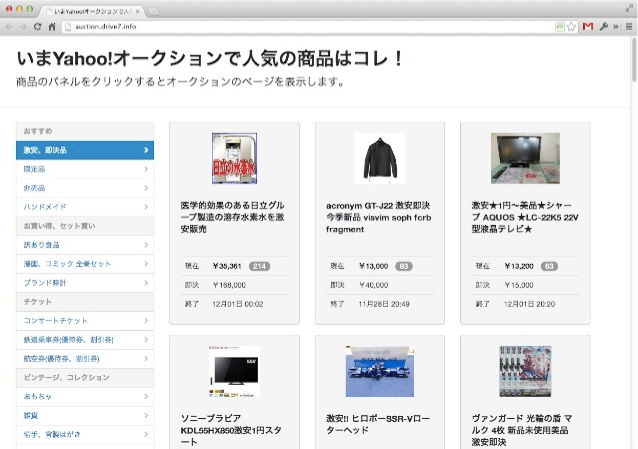 いまYahoo!オークションで人気
auction.drive7.info
いまYahoo!オークションで人気の商品はコレ！
商品のパネルをクリックするとオークションのページを表示します。
おすすめ
激安、即決品
限定品
非売品
ハンドメイド
お買い得、セット買い
訳あり食品
漫画、コミック 全巻セット
ブランド時計
チケット
コンサートチケット
鉄道乗車券(優待券、割引券)
航空券(優待券、割引券)
ビンテージ、コレクション
おもちゃ
雑貨
切手、官製はがき
日立の水素水
医学的効果のある日立グル
ープ製造の溶存水素水を激
安販売
現在 ￥35,361 214
即決 ￥168,000
終了 12月01日 00:02
acronym GT-J22 激安即決
今季新品 visvim soph fcrb
fragment
現在 ￥13,000 93
即決 ￥40,000
終了 11月28日 20:49
激安★1円〜美品★シャー
プ AQUOS ★LC-22K5 22V
型液晶テレビ★
現在 ￥13,200 63
即決 ￥15,000
終了 12月01日 20:20
ソニーブラビア
KDL55HX850激安1円スタ
ート
激安!! ヒロボーSSR-Vロー
ターヘッド
ヴァンガード 光輪の盾 マ
ルク 4枚 新品未使用美品
激安即決